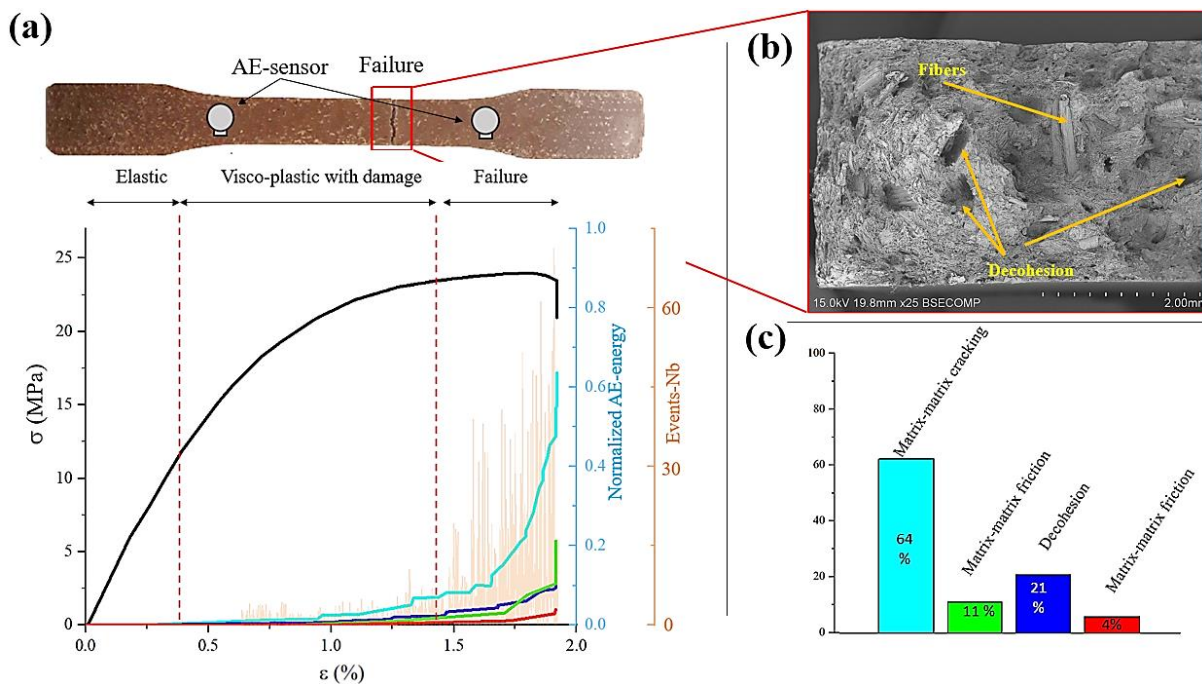 (a)
AE-sensor
Failure
Elastic
Visco-plastic with damage
Failure
25
20
15
10
5
0
σ (MPa)
0.0
0.5
1.0
1.5
2.0
ε (%)
1.0
0.8
0.6
0.4
0.2
0.0
Normalized AE-energy
60
30
0
Events-Nb
(b)
Fibers
Decohesion
15.0kV 19.8mm x25 BSECOMP
2.00mm
(c)
100
80
60
40
20
0
Matrix-matrix cracking
Matrix-matrix friction
Decohesion
Matrix-matrix friction
64
%
11 %
21
%
4%